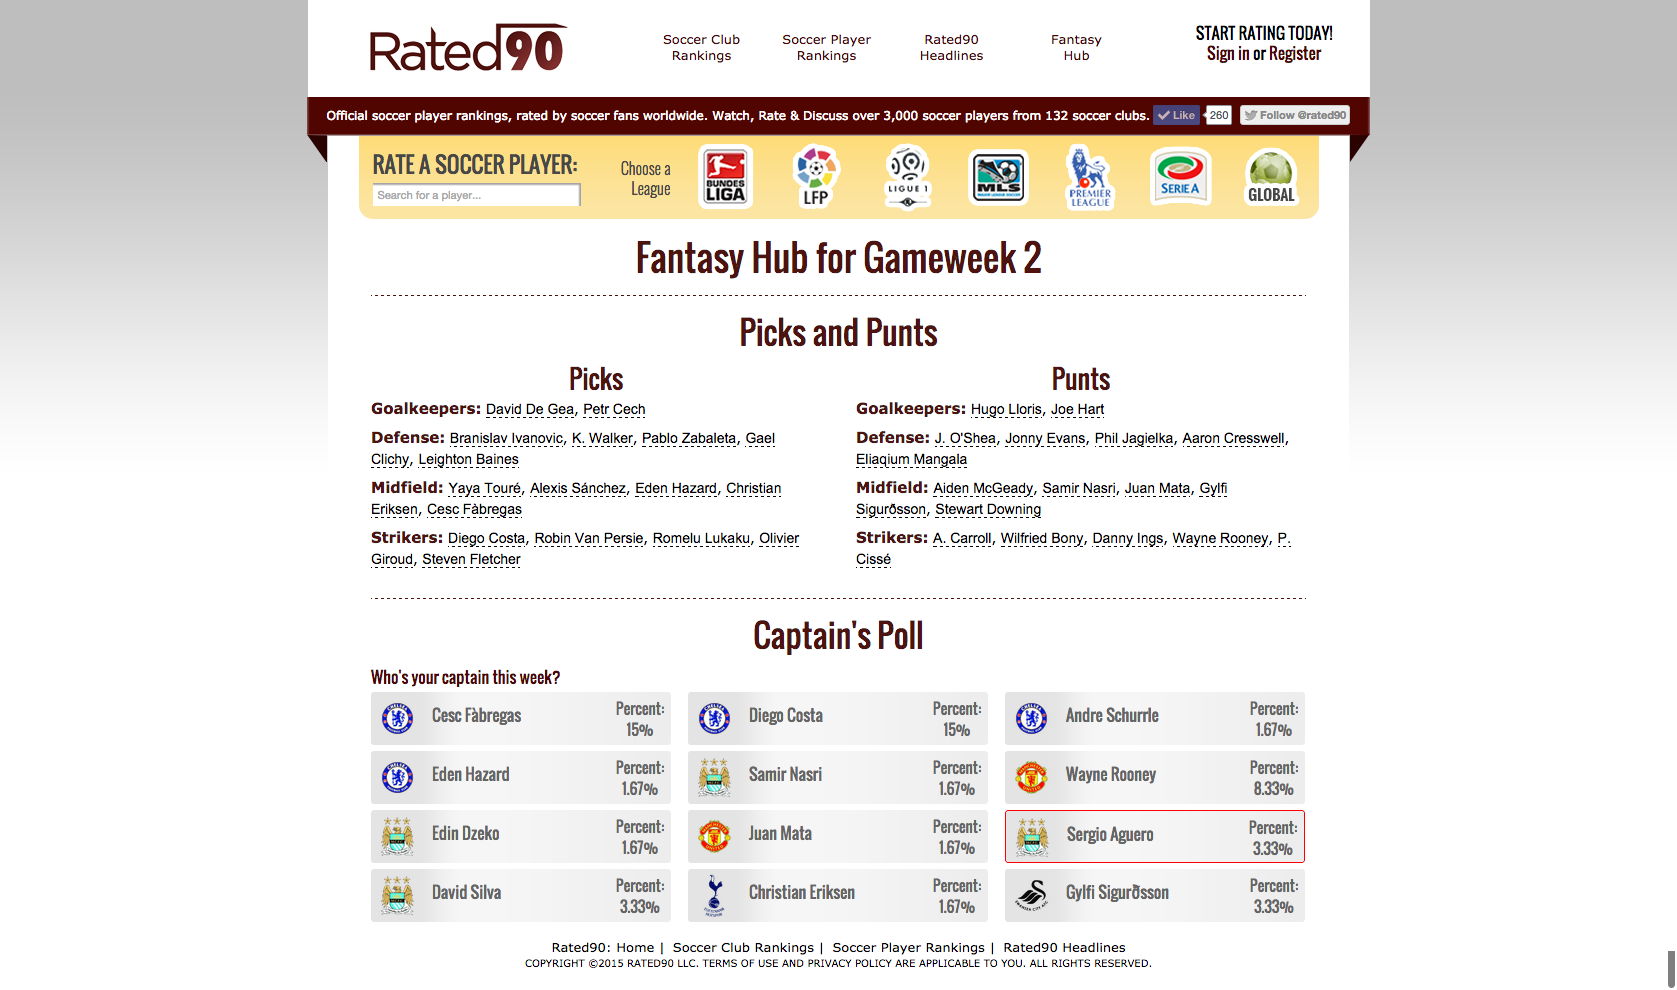 Rated90
Soccer Club
Rankings
Soccer Player
Rankings
Rated90
Headlines
Fantasy
Hub
START RATING TODAY!
Sign in or Register
Official soccer player rankings, rated by soccer fans worldwide. Watch, Rate & Discuss over 3,000 soccer players from 132 soccer clubs.
Like
260
Follow @rated90
RATE A SOCCER PLAYER:
Search for a player...
Choose a
League
BUNDES
LIGA
LFP
LIGUE 1
MLS
MAJOR LEAGUE SOCCER
PREMIER
LEAGUE
SERIE A
GLOBAL
Fantasy Hub for Gameweek 2
Picks and Punts
Picks
Goalkeepers: David De Gea, Petr Cech
Defense: Branislav Ivanovic, K. Walker, Pablo Zabaleta, Gael
Clichy, Leighton Baines
Midfield: Yaya Touré, Alexis Sánchez, Eden Hazard, Christian
Eriksen, Cesc Fàbregas
Strikers: Diego Costa, Robin Van Persie, Romelu Lukaku, Olivier
Giroud, Steven Fletcher
Punts
Goalkeepers: Hugo Lloris, Joe Hart
Defense: J. O'Shea, Jonny Evans, Phil Jagielka, Aaron Cresswell,
Eliaqium Mangala
Midfield: Aiden McGeady, Samir Nasri, Juan Mata, Gylfi
Sigurðsson, Stewart Downing
Strikers: A. Carroll, Wilfried Bony, Danny Ings, Wayne Rooney, P.
Cissé
Captain's Poll
Who's your captain this week?
Cesc Fàbregas
Percent:
15%
Diego Costa
Percent:
15%
Andre Schurrle
Percent:
1.67%
Eden Hazard
Percent:
1.67%
Samir Nasri
Percent:
1.67%
Wayne Rooney
Percent:
8.33%
Edin Dzeko
Percent:
1.67%
Juan Mata
Percent:
1.67%
Sergio Aguero
Percent:
3.33%
David Silva
Percent:
3.33%
Christian Eriksen
Percent:
1.67%
Gylfi Sigurðsson
Percent:
3.33%
Rated90: Home | Soccer Club Rankings | Soccer Player Rankings | Rated90 Headlines
COPYRIGHT ©2015 RATED90 LLC. TERMS OF USE AND PRIVACY POLICY ARE APPLICABLE TO YOU. ALL RIGHTS RESERVED.